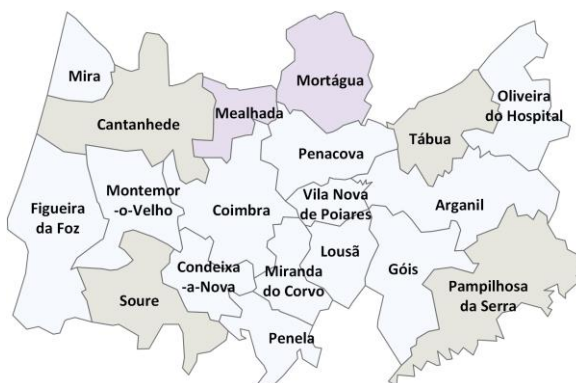 Mira
Mortágua
Mealhada
Cantanhede
Oliveira
do Hospital
Tábua
Penacova
Montemor
-o-Velho
Figueira
da Foz
Coimbra
Vila Nova
de Poiares
Arganil
Lousã
Góis
Condeixa
-a-Nova
Miranda
do Corvo
Soure
Pampilhosa
da Serra
Penela